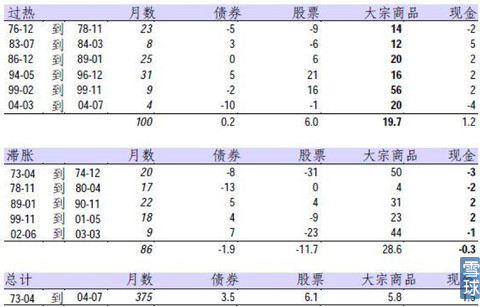 过热 月数 债券 股票 大宗商品 现金
76-12 到 78-11 23 -5 -9 14 -2
83-07 到 84-03 8 3 -6 12 5
86-12 到 89-01 25 0 6 20 2
94-05 到 96-12 31 5 21 16 2
99-02 到 99-11 9 -2 16 56 2
04-03 到 04-07 4 -10 -1 20 -4
100 0.2 6.0 19.7 1.2
滞胀 月数 债券 股票 大宗商品 现金
73-04 到 74-12 20 -8 -31 50 -3
78-11 到 80-04 17 -13 0 4 -2
89-01 到 90-11 22 5 4 31 2
99-11 到 01-05 18 4 -9 23 2
02-06 到 03-03 9 7 -23 44 -1
86 -1.9 -11.7 28.6 -0.3
总计 月数 债券 股票 大宗商品
73-04 到 04-07 375 3.5 6.1 5.8 1.5
雪球